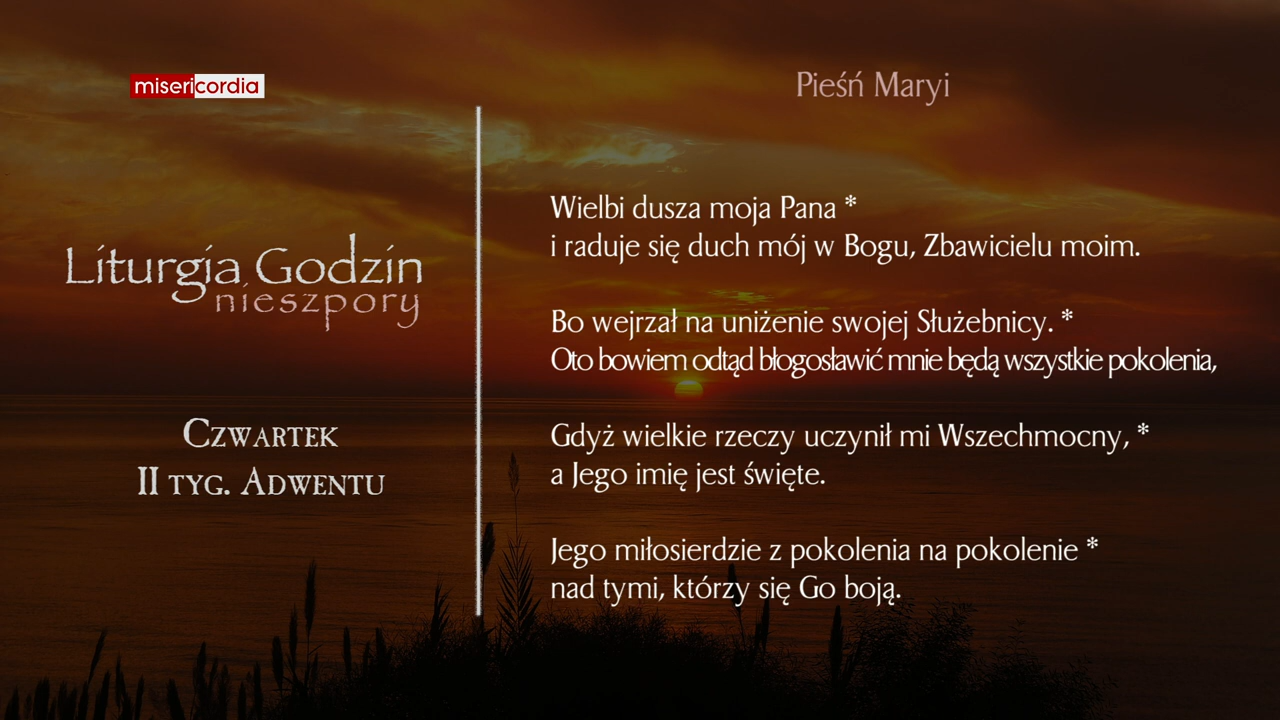 misericordia
Liturgia Godzin
nieszpory
Czwartek
II tyg. Adwentu
Pieśń Maryi
Wielbi dusza moja Pana *
i raduje się duch mój w Bogu, Zbawicielu moim.
Bo wejrzał na uniżenie swojej Służebnicy. *
Oto bowiem odtąd błogosławić mnie będą wszystkie pokolenia,
Gdyż wielkie rzeczy uczynił mi Wszechmocny, *
a Jego imię jest święte.
Jego miłosierdzie z pokolenia na pokolenie *
nad tymi, którzy się Go boją.